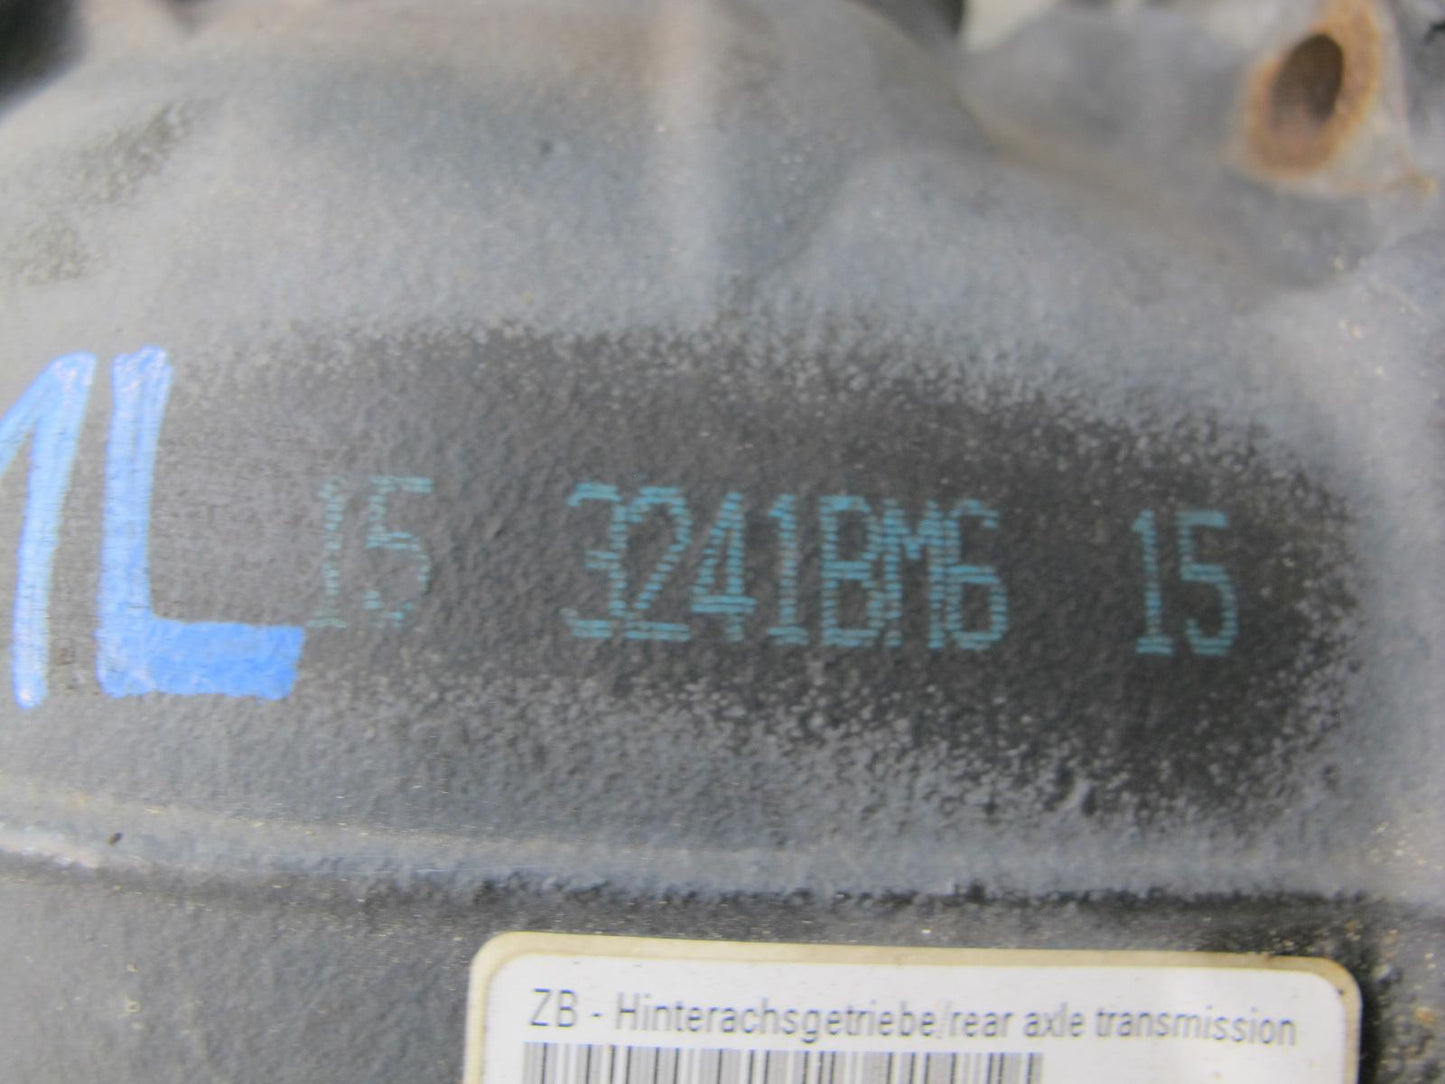 1L
15 3241BM6 15
ZB - Hinterachsgetriebe/rear axle transmission